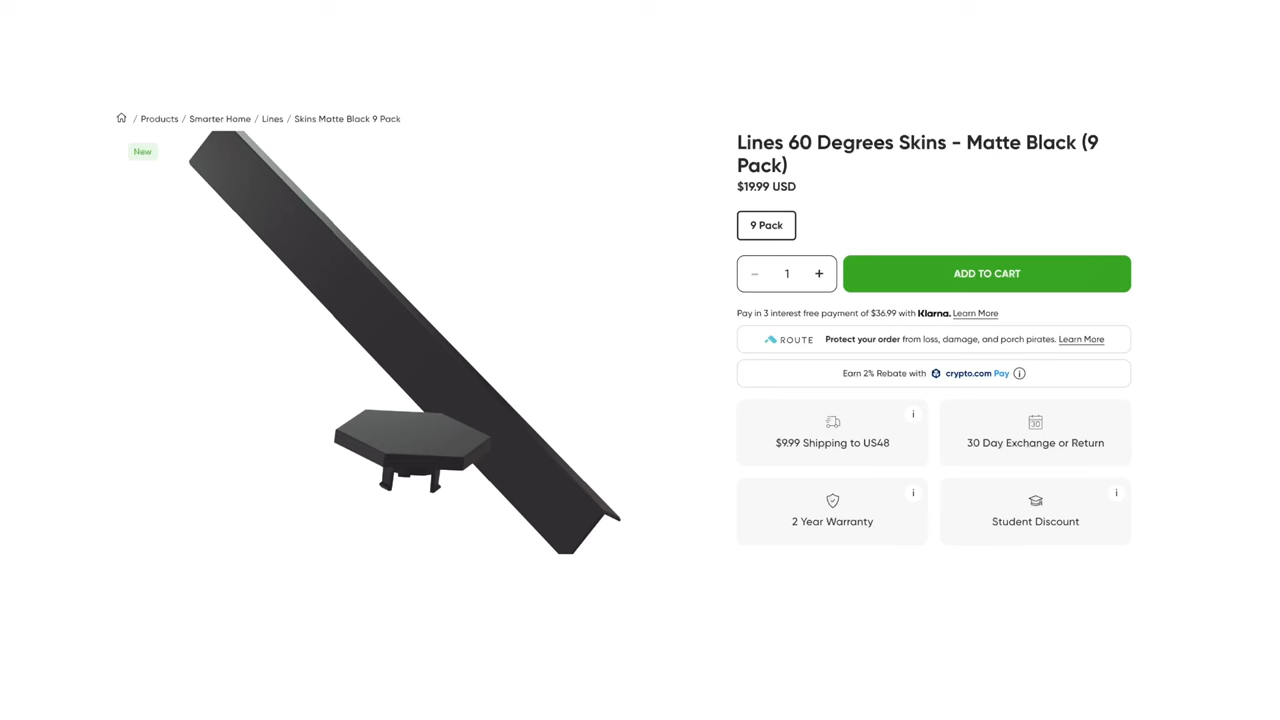 / Products / Smarter Home / Lines / Skins Matte Black 9 Pack
New
Lines 60 Degrees Skins - Matte Black (9
Pack)
$19.99 USD
9 Pack
− 1 +
ADD TO CART
Pay in 3 interest free payment of $36.99 with Klarna. Learn More
ROUTE Protect your order from loss, damage, and porch pirates. Learn More
Earn 2% Rebate with crypto.com Pay i
i
$9.99 Shipping to US48
30
30 Day Exchange or Return
i
2 Year Warranty
i
Student Discount